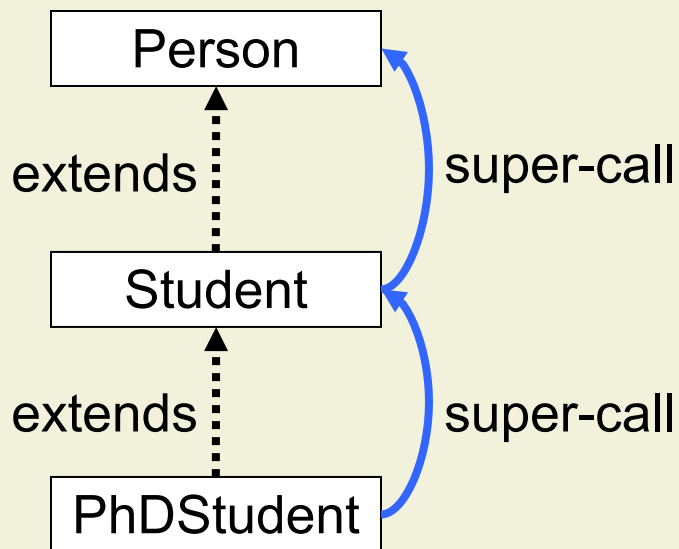 Person
extends
super-call
Student
extends
super-call
PhDStudent